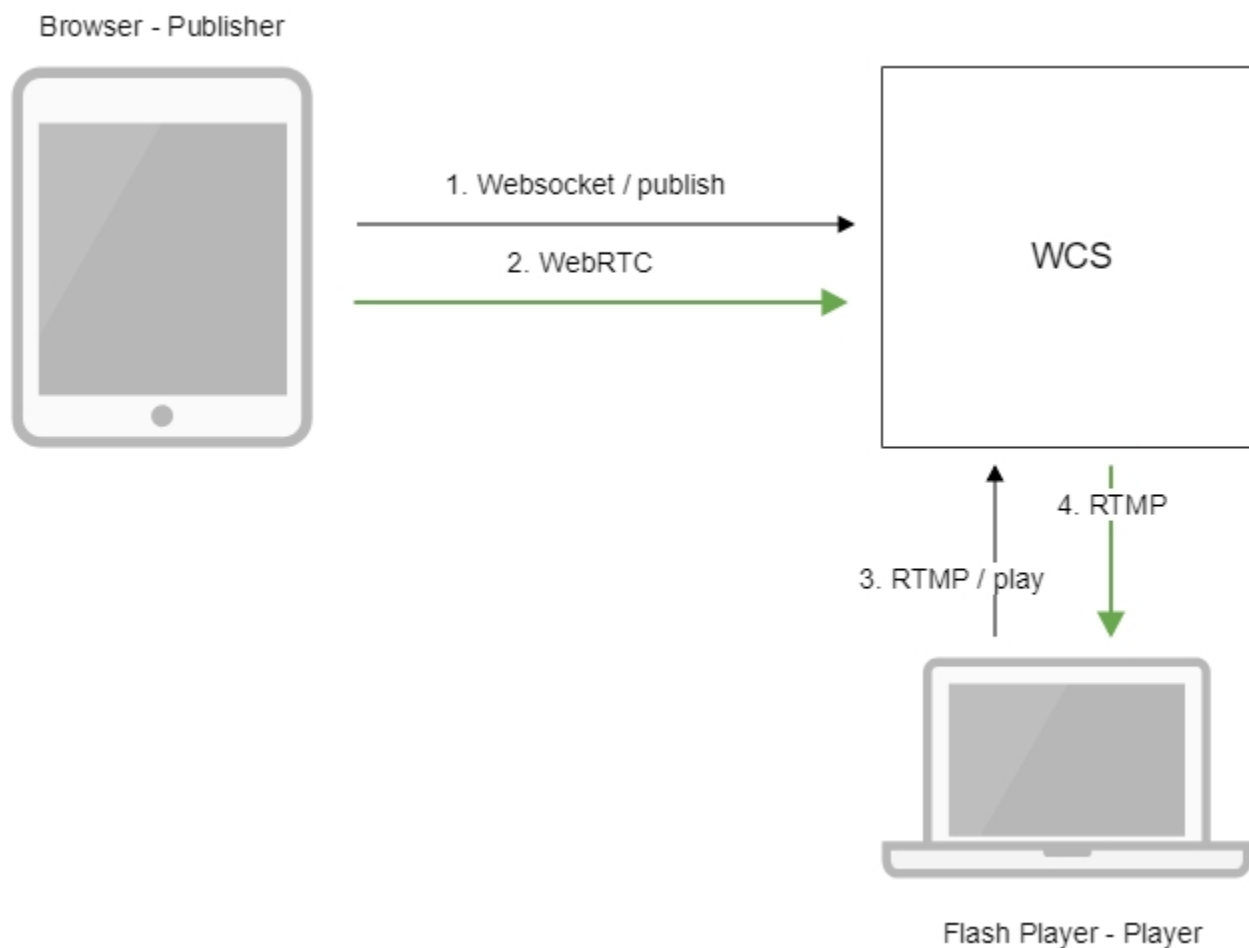 Browser - Publisher
1. Websocket / publish
2. WebRTC
WCS
4. RTMP
3. RTMP / play
Flash Player - Player